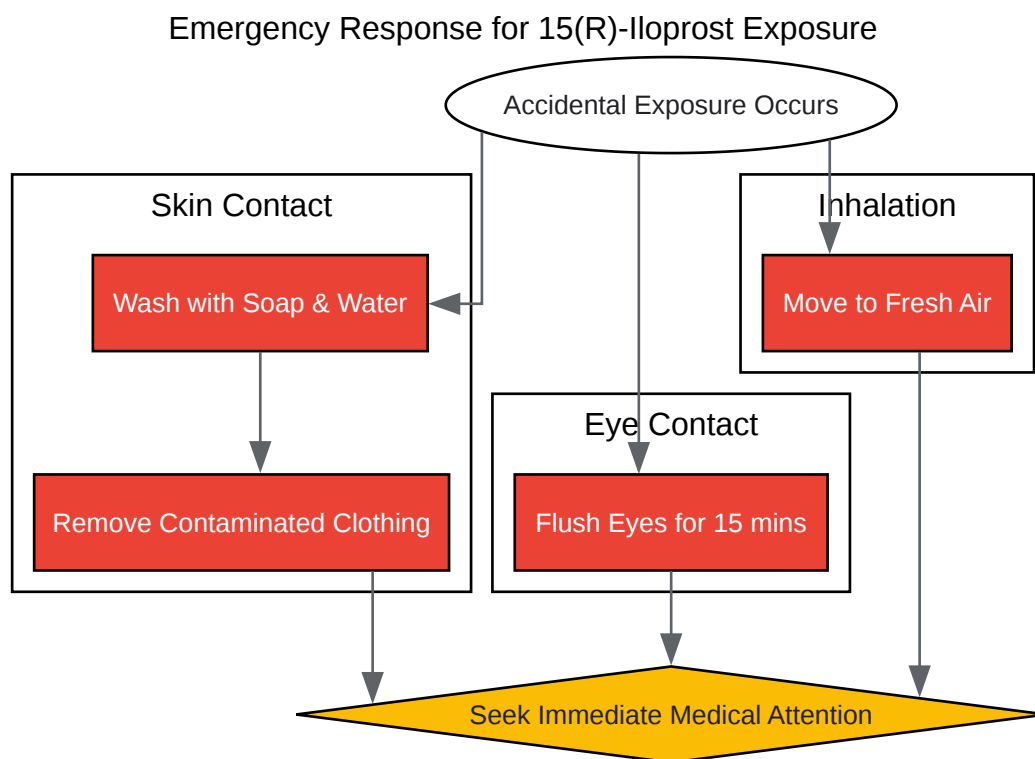 Emergency Response for 15(R)-Iloprost Exposure
Accidental Exposure Occurs
Skin Contact
Inhalation
Wash with Soap & Water
Move to Fresh Air
Eye Contact
Remove Contaminated Clothing
Flush Eyes for 15 mins
Seek Immediate Medical Attention